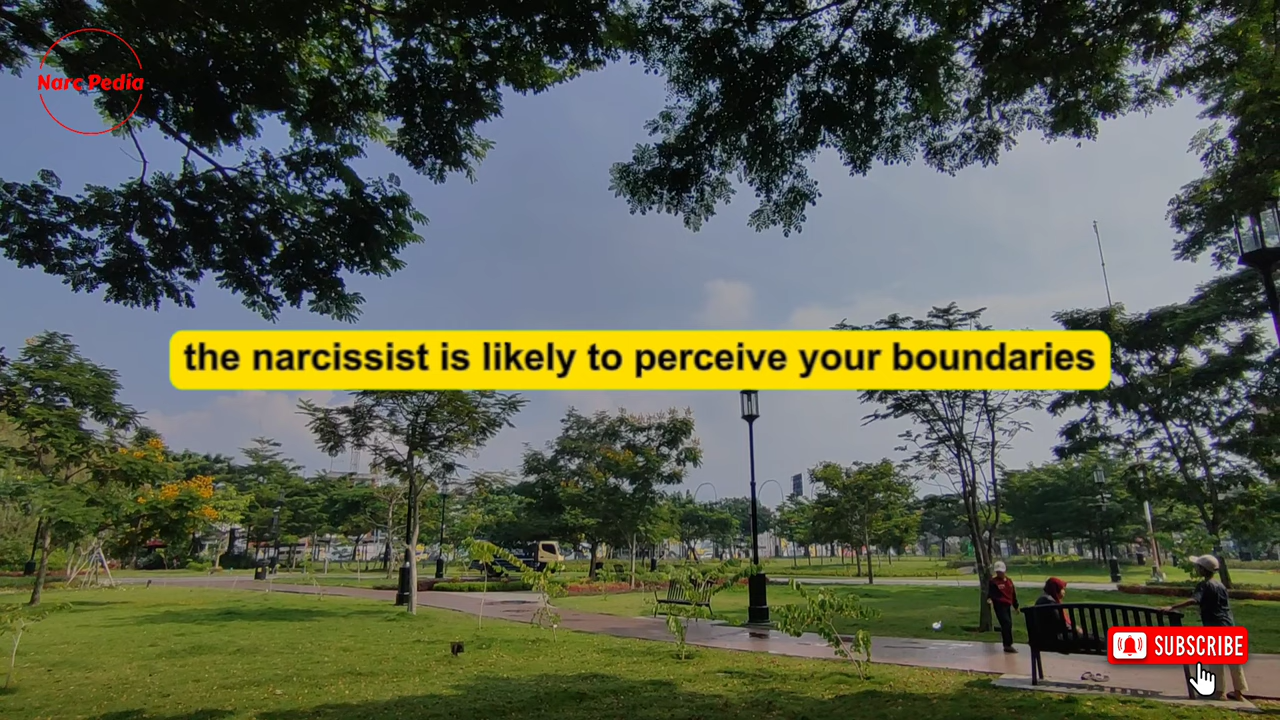 Narc Pedia
the narcissist is likely to perceive your boundaries
SUBSCRIBE